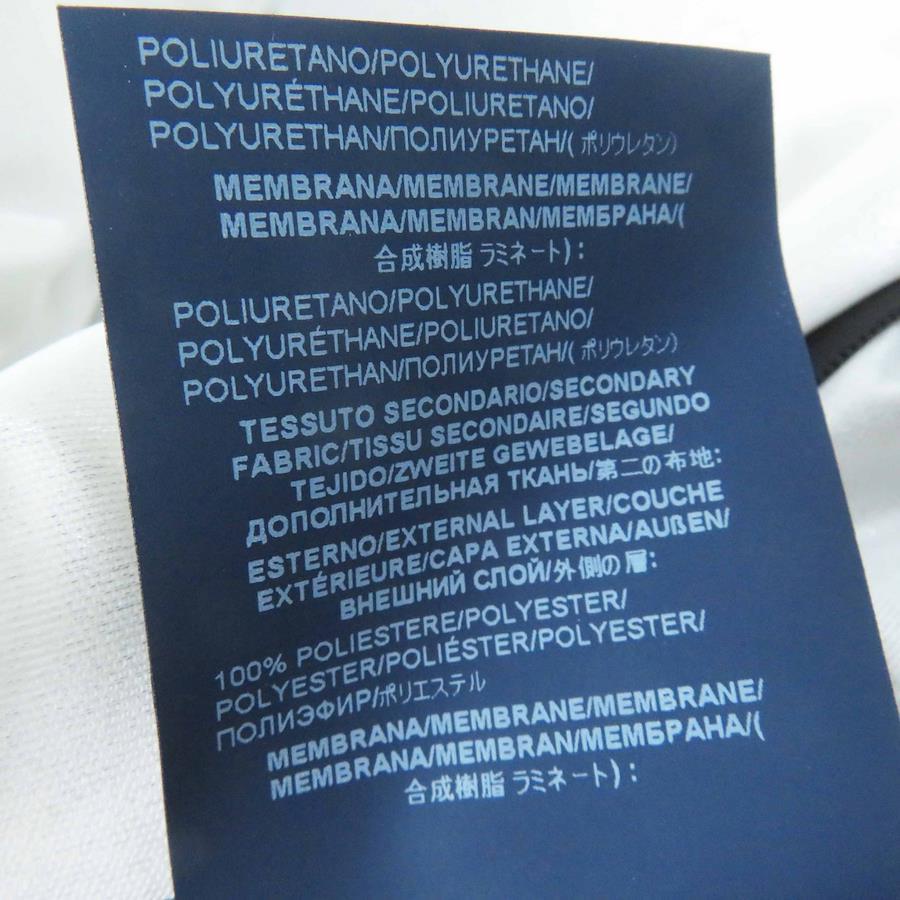 POLIURETANO/POLYURETHANE/
POLYURÉTHANE/POLIURETANO/
POLYURETHAN/ПОЛИУРЕТАН/( ポリウレタン)
MEMBRANA/MEMBRANE/MEMBRANE/
MEMBRANA/MEMBRAN/МЕМБРАНА/(
合成樹脂 ラミネート):
POLIURETANO/POLYURETHANE/
POLYURÉTHANE/POLIURETANO/
POLYURETHAN/ПОЛИУРЕТАН/( ポリウレタン)
TESSUTO SECONDARIO/SECONDARY
FABRIC/TISSU SECONDAIRE/SEGUNDO
TEJIDO/ZWEITE GEWEBELAGE/
ДОПОЛНИТЕЛЬНАЯ ТКАНЬ/第二の布地:
ESTERNO/EXTERNAL LAYER/COUCHE
EXTÉRIEURE/CAPA EXTERNA/AUßEN/
ВНЕШНИЙ СЛОЙ/外側の層:
100% POLIESTERE/POLYESTER/
POLYESTER/POLIÉSTER/POLYESTER/
ПОЛИЭФИР/ポリエステル
MEMBRANA/MEMBRANE/MEMBRANE/
MEMBRANA/MEMBRAN/МЕМБРАНА/(
合成樹脂 ラミネート):